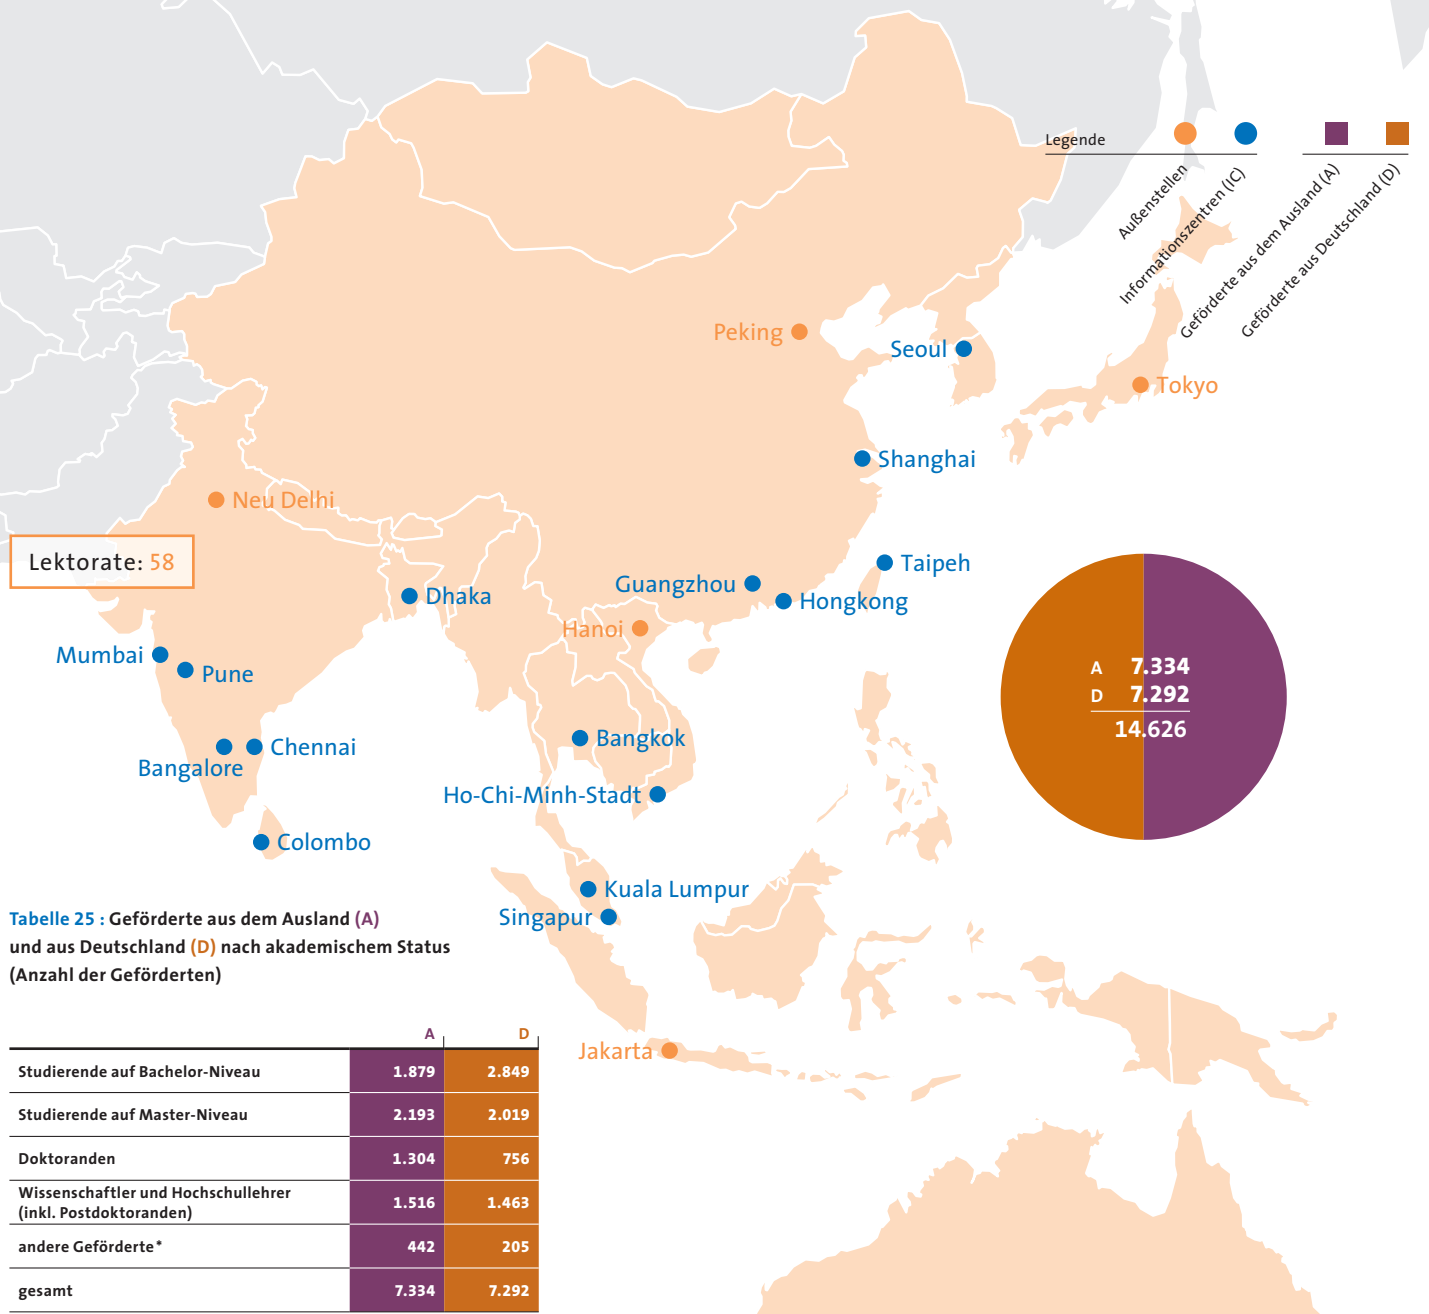 Legende
Außenstellen
Informationszentren (IC)
Geförderte aus dem Ausland (A)
Geförderte aus Deutschland (D)
Peking
Seoul
Tokyo
Shanghai
Neu Delhi
Lektorate: 58
Taipeh
Guangzhou
Hongkong
Dhaka
Hanoi
Mumbai
Pune
A 7.334
D 7.292
14.626
Bangkok
Chennai
Bangalore
Ho-Chi-Minh-Stadt
Colombo
Kuala Lumpur
Singapur
Jakarta
Tabelle 25 : Geförderte aus dem Ausland (A)
und aus Deutschland (D) nach akademischem Status
(Anzahl der Geförderten)
A D
Studierende auf Bachelor-Niveau 1.879 2.849
Studierende auf Master-Niveau 2.193 2.019
Doktoranden 1.304 756
Wissenschaftler und Hochschullehrer
(inkl. Postdoktoranden) 1.516 1.463
andere Geförderte* 442 205
gesamt 7.334 7.292